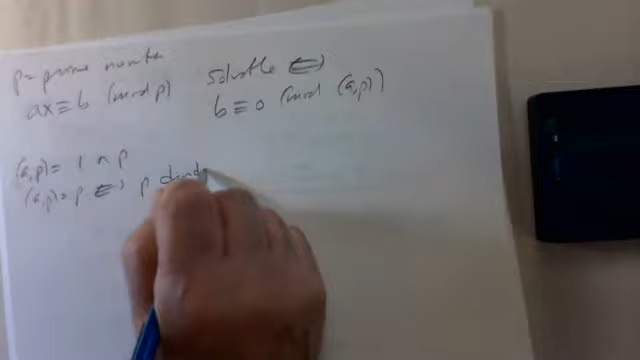 p = prime number
ax ≡ b (mod p)
solvable ⇔
b ≡ 0 (mod (a,p))
(a,p) = 1 or p
(a,p) = p ⇔ p divide